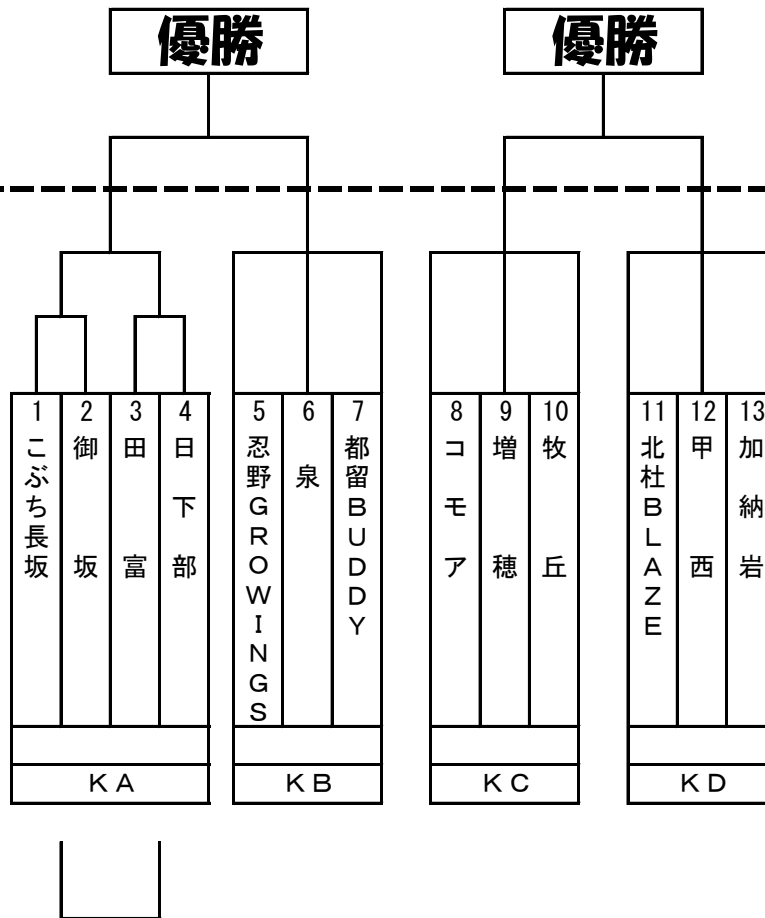 優勝
優勝
1
こぶち長坂
2
御坂
3
田富
4
日下部
5
忍野GROWINGS
6
泉
7
都留BUDDY
8
コモア
9
増穂
10
牧丘
11
北杜BLAZE
12
甲西
13
加納岩
KA
KB
KC
KD